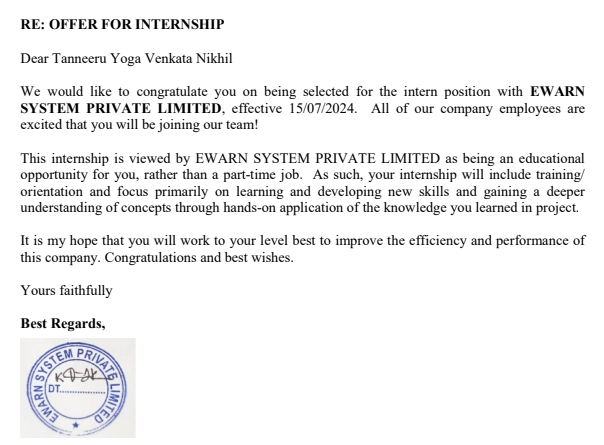 RE: OFFER FOR INTERNSHIP
Dear Tanneeru Yoga Venkata Nikhil
We would like to congratulate you on being selected for the intern position with EWARN
SYSTEM PRIVATE LIMITED, effective 15/07/2024. All of our company employees are
excited that you will be joining our team!
This internship is viewed by EWARN SYSTEM PRIVATE LIMITED as being an educational
opportunity for you, rather than a part-time job. As such, your internship will include training/
orientation and focus primarily on learning and developing new skills and gaining a deeper
understanding of concepts through hands-on application of the knowledge you learned in project.
It is my hope that you will work to your level best to improve the efficiency and performance of
this company. Congratulations and best wishes.
Yours faithfully
Best Regards,
EWARN SYSTEM PRIVATE LIMITED
DT..............